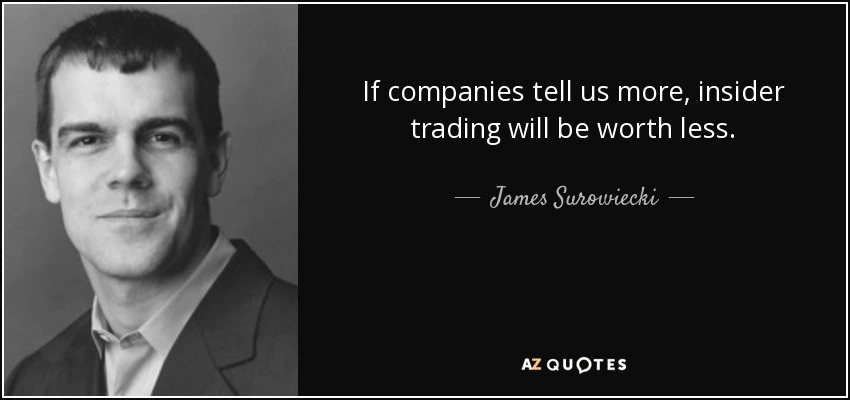 If companies tell us more, insider
trading will be worth less.
James Surowiecki
AZ QUOTES